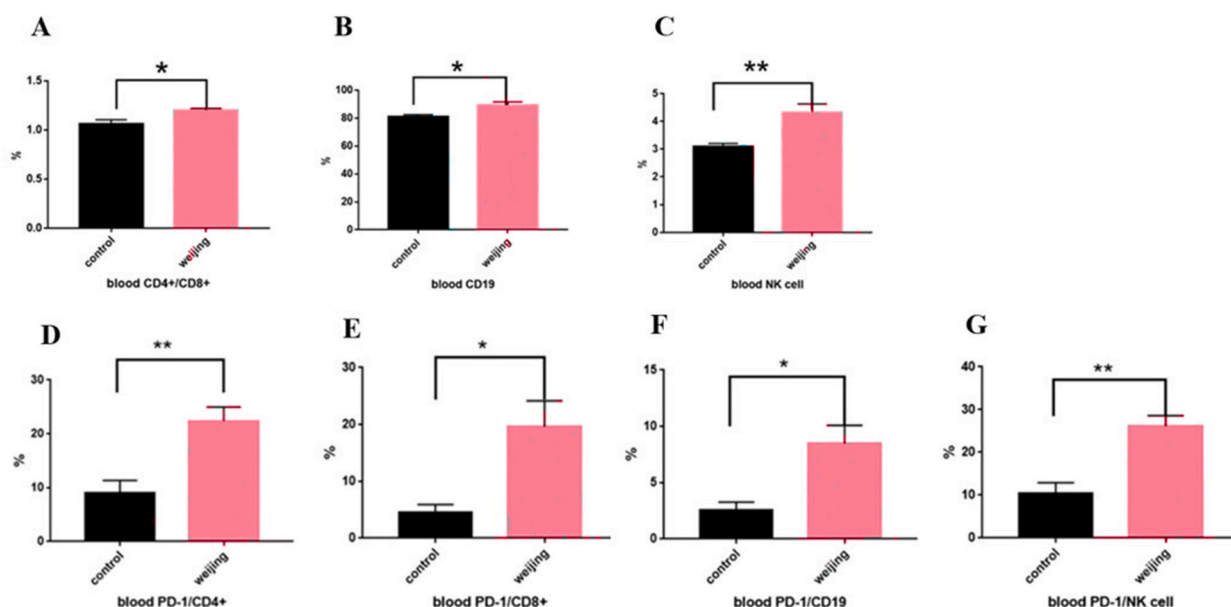 A
B
C
*
*
**
1.5
1.0
0.5
0.0
%
control
weijing
blood CD4+/CD8+
100
80
60
40
20
0
%
control
weijing
blood CD19
5
4
3
2
1
0
%
control
weijing
blood NK cell
D
E
F
G
**
*
*
**
30
20
10
0
%
control
weijing
blood PD-1/CD4+
30
20
10
0
%
control
weijing
blood PD-1/CD8+
15
10
5
0
%
control
weijing
blood PD-1/CD19
40
30
20
10
0
%
control
weijing
blood PD-1/NK cell